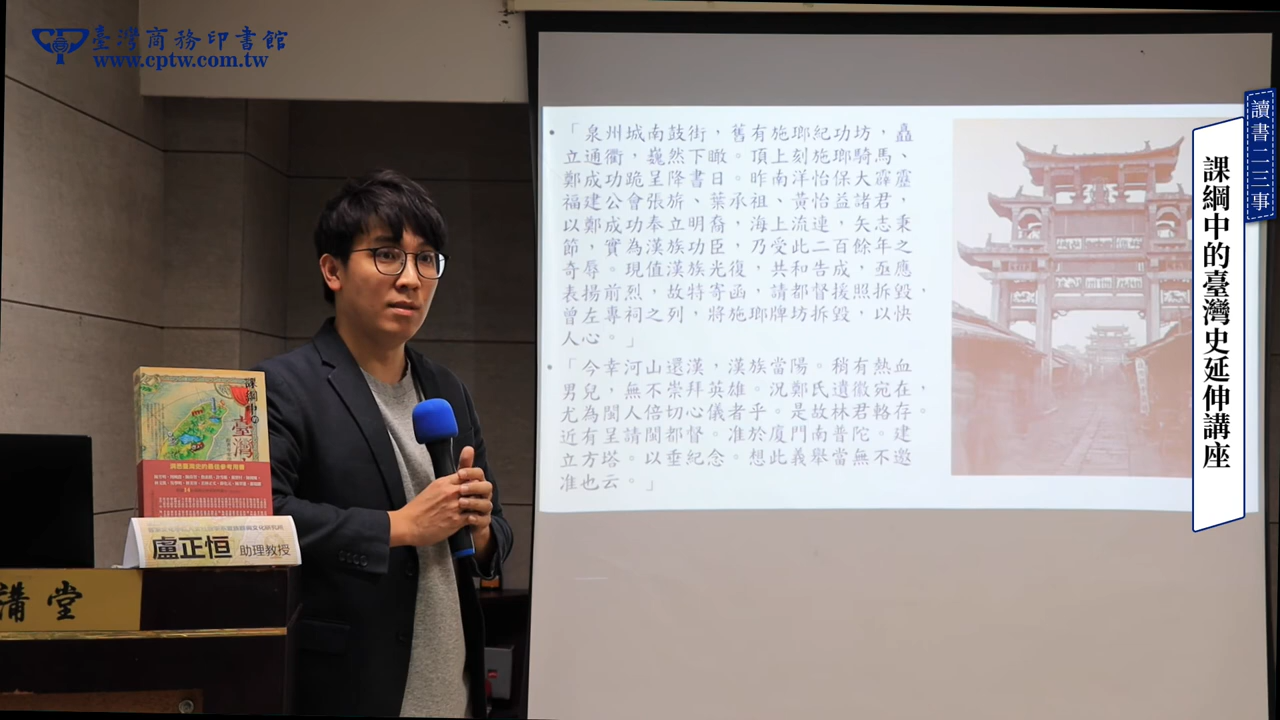 臺灣商務印書館
www.cptw.com.tw
讀書二三事
課綱中的臺灣史延伸講座
「泉州城南鼓街，舊有施瑯紀功坊，矗
立通衢，巍然下瞰。頂上刻施瑯騎馬、
鄭成功跪呈降書日。昨南洋怡保大霹靂
福建公會張旂、葉承祖、黃怡益諸君，
以鄭成功奉立明裔，海上流連，矢志秉
節，實為漢族功臣，乃受此二百餘年之
奇辱。現值漢族光復，共和告成，亟應
表揚前烈，故特寄函，請都督援照拆毀，
曾左專祠之列，將施瑯牌坊拆毀，以快
人心。」
「今幸河山還漢，漢族當陽。稍有熱血
男兒，無不崇拜英雄。況鄭氏遺徽宛在，
尤為閩人倍切心儀者乎。是故林君輅存。
近有呈請閩都督。准於廈門南普陀。建
立方塔。以垂紀念。想此義舉當無不邀
准也云。」
課綱中的
臺灣
盧正恒 助理教授
講堂